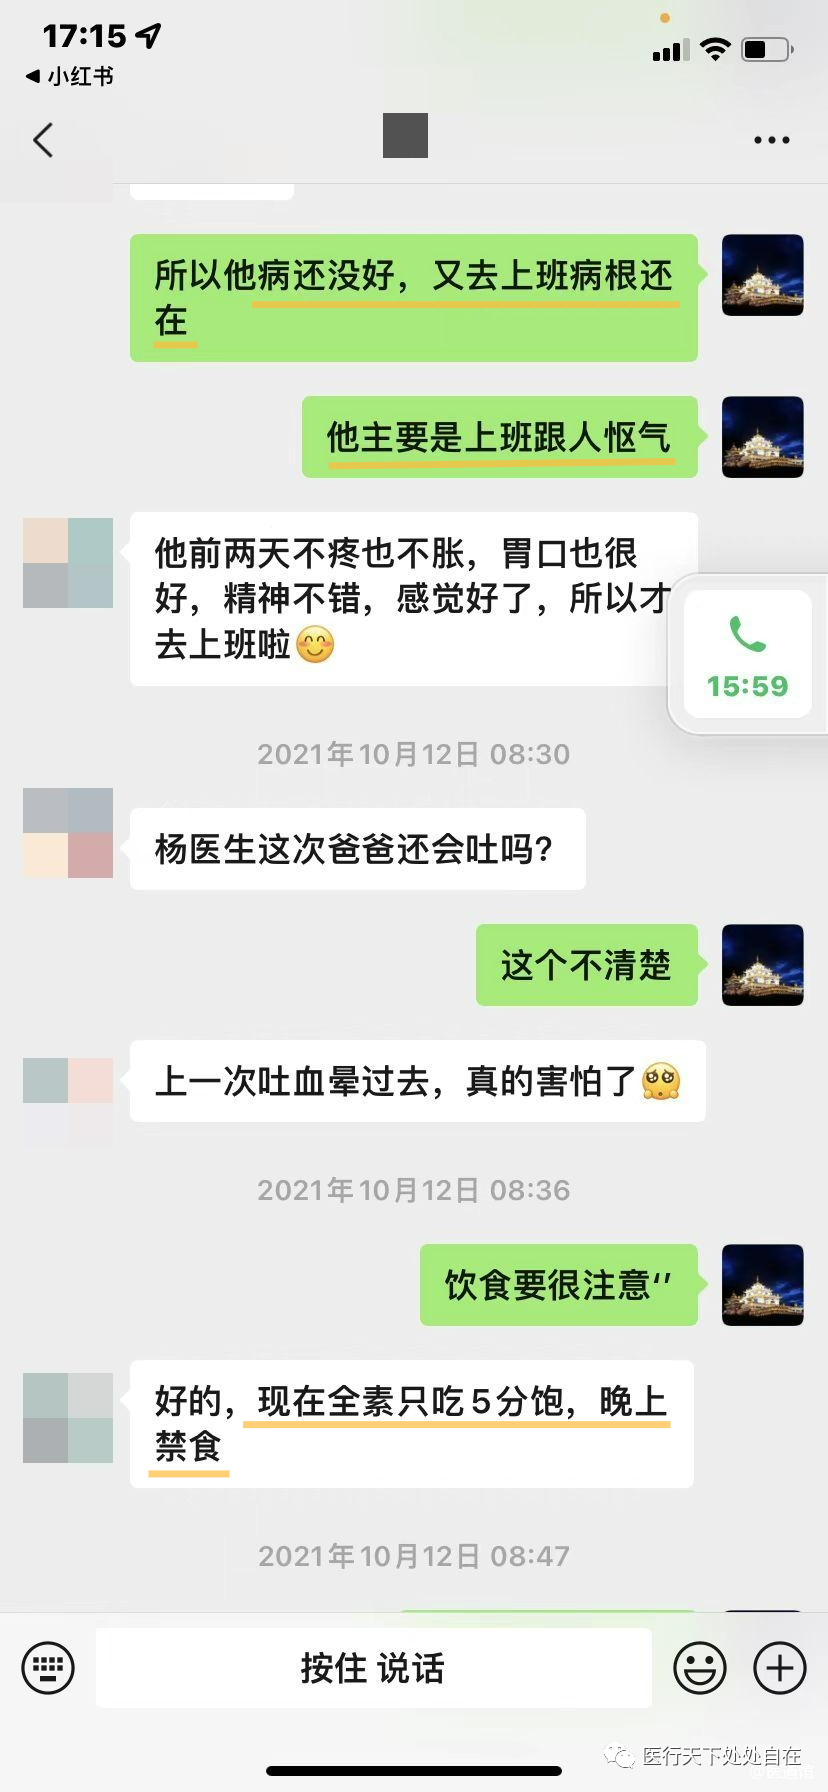 17:15
小红书
所以他病还没好，又去上班病根还
在
他主要是上班跟人怄气
他前两天不疼也不胀，胃口也很
好，精神不错，感觉好了，所以才
去上班啦😊
15:59
2021年10月12日 08:30
杨医生这次爸爸还会吐吗?
这个不清楚
上一次吐血晕过去，真的害怕了🥺
2021年10月12日 08:36
饮食要很注意‘’
好的，现在全素只吃5分饱，晚上
禁食
2021年10月12日 08:47
按住 说话
医行天下处处自在